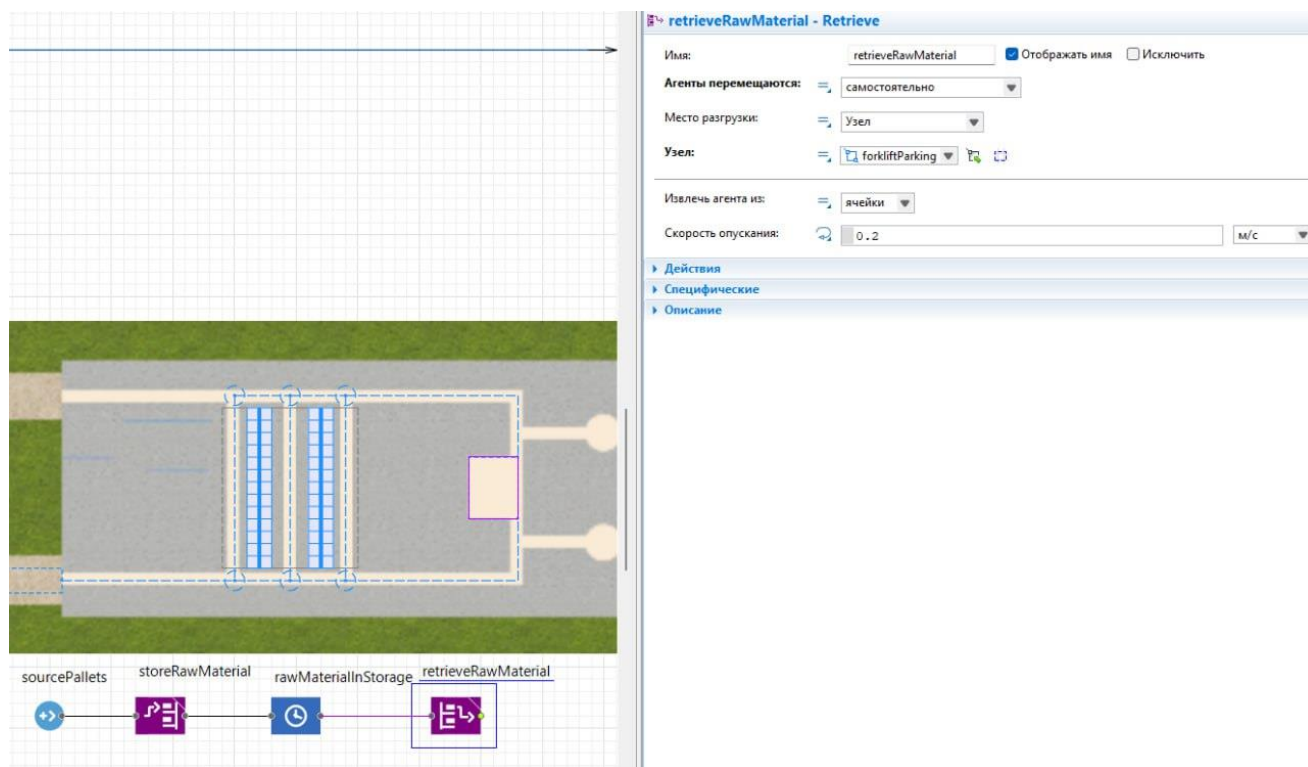 retrieveRawMaterial - Retrieve
Имя: retrieveRawMaterial Отображать имя Исключить
Агенты перемещаются: самостоятельно
Место разгрузки: Узел
Узел: forkliftParking
Извлечь агента из: ячейки
Скорость опускания: 0.2 м/с
Действия
Специфические
Описание
sourcePallets storeRawMaterial rawMaterialInStorage retrieveRawMaterial